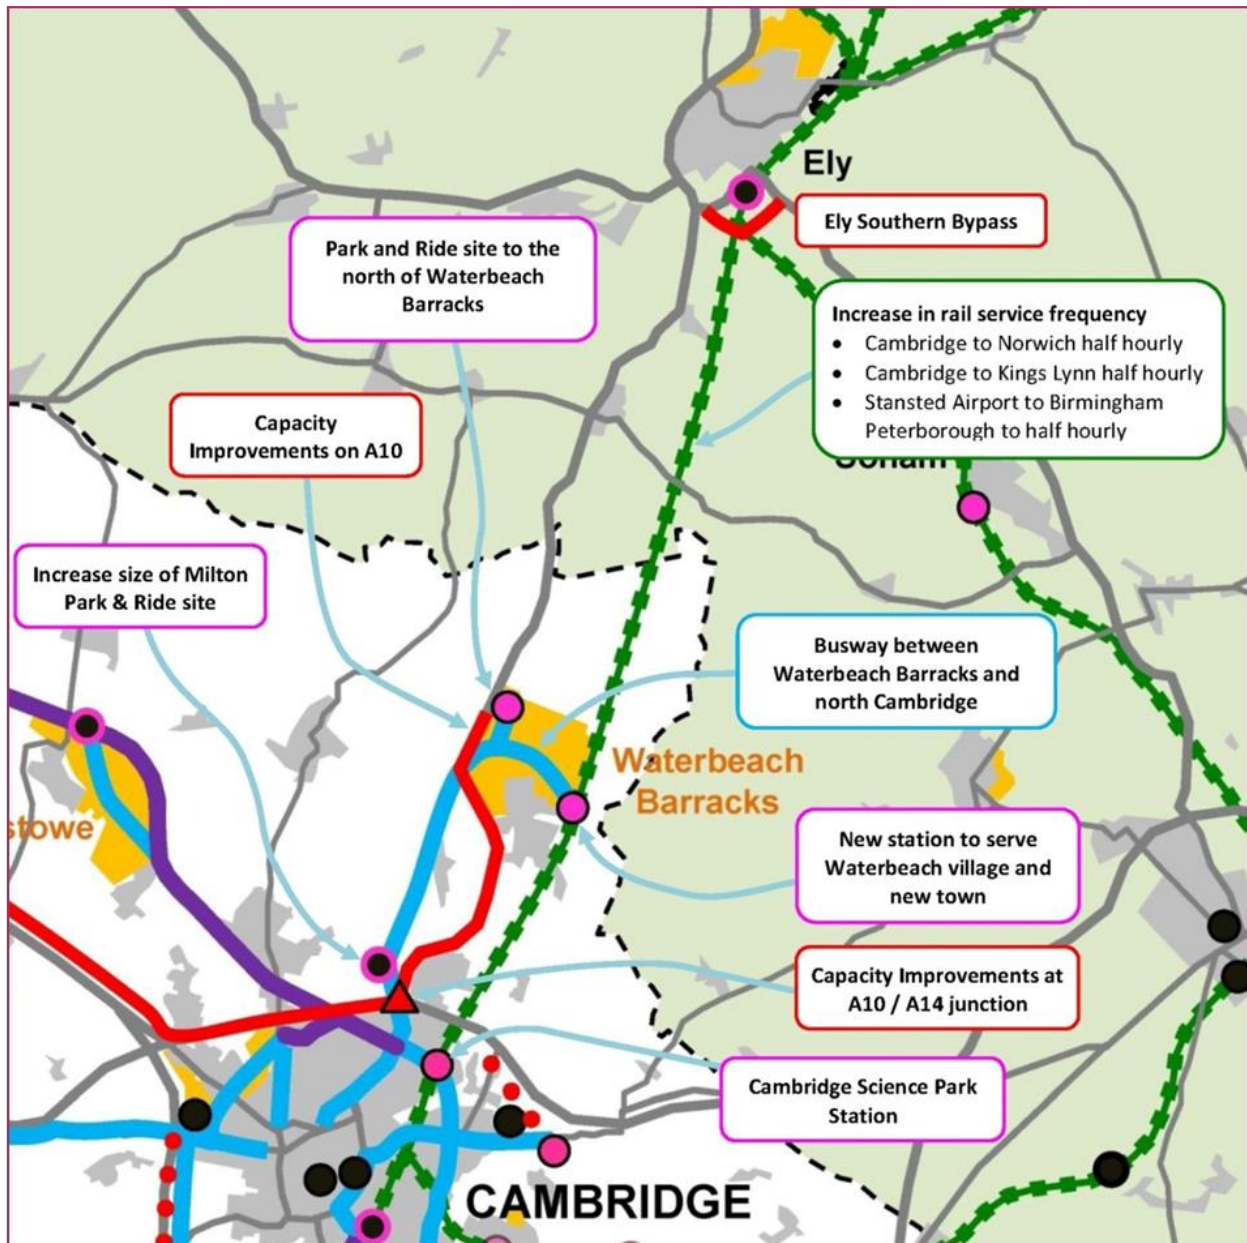 Ely
Ely Southern Bypass
Park and Ride site to the
north of Waterbeach
Barracks
Increase in rail service frequency
• Cambridge to Norwich half hourly
• Cambridge to Kings Lynn half hourly
• Stansted Airport to Birmingham
Peterborough to half hourly
Capacity
Improvements on A10
Soham
Increase size of Milton
Park & Ride site
Busway between
Waterbeach Barracks and
north Cambridge
Waterbeach
Barracks
stowe
New station to serve
Waterbeach village and
new town
Capacity Improvements at
A10 / A14 junction
Cambridge Science Park
Station
CAMBRIDGE